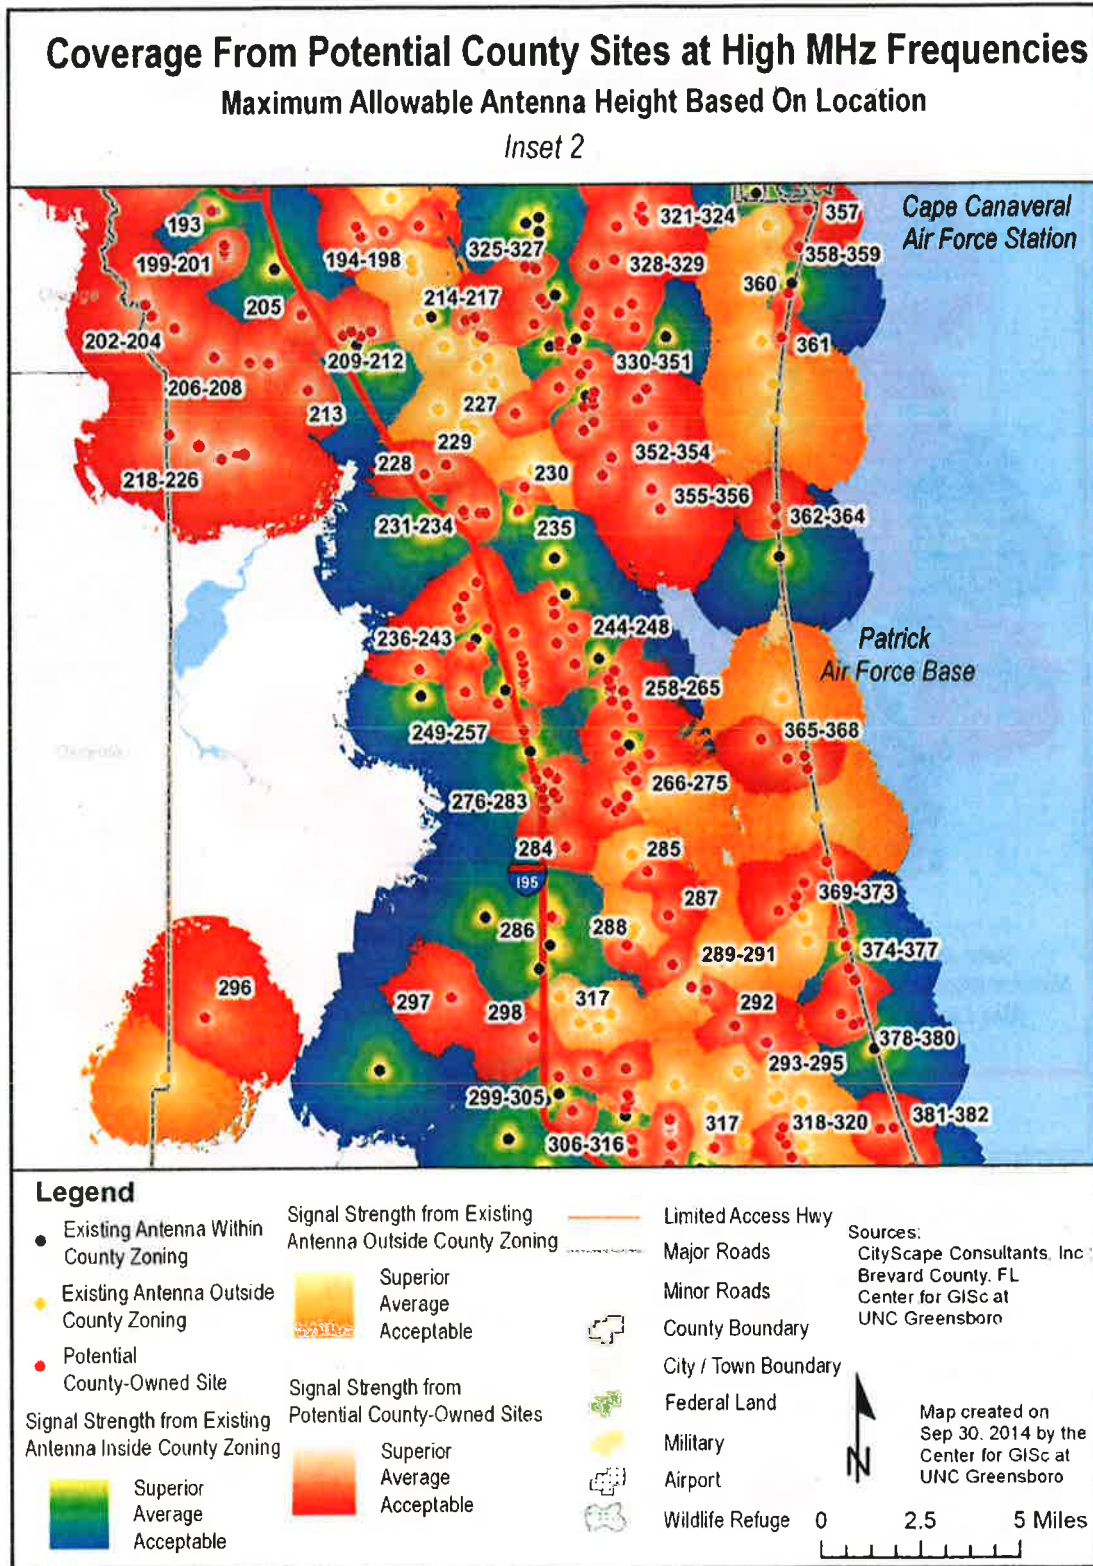 Coverage From Potential County Sites at High MHz Frequencies
Maximum Allowable Antenna Height Based On Location
Inset 2
Cape Canaveral
Air Force Station
193
199-201
194-198
325-327
321-324
357
328-329
358-359
360
205
214-217
202-204
209-212
330-351
361
206-208
213
227
229
228
230
352-354
218-226
355-356
362-364
231-234
235
236-243
244-248
Patrick
Air Force Base
258-265
249-257
365-368
266-275
276-283
284
285
195
287
369-373
286
288
289-291
374-377
296
297
298
317
292
378-380
293-295
299-305
306-316
317
318-320
381-382
Legend
Existing Antenna Within
County Zoning
Existing Antenna Outside
County Zoning
Potential
County-Owned Site
Signal Strength from Existing
Antenna Inside County Zoning
Superior
Average
Acceptable
Signal Strength from Existing
Antenna Outside County Zoning
Superior
Average
Acceptable
Signal Strength from
Potential County-Owned Sites
Superior
Average
Acceptable
Limited Access Hwy
Major Roads
Minor Roads
County Boundary
City / Town Boundary
Federal Land
Military
Airport
Wildlife Refuge
Sources:
CityScape Consultants, Inc
Brevard County, FL
Center for GISc at
UNC Greensboro
N
Map created on
Sep 30, 2014 by the
Center for GISc at
UNC Greensboro
0 2.5 5 Miles